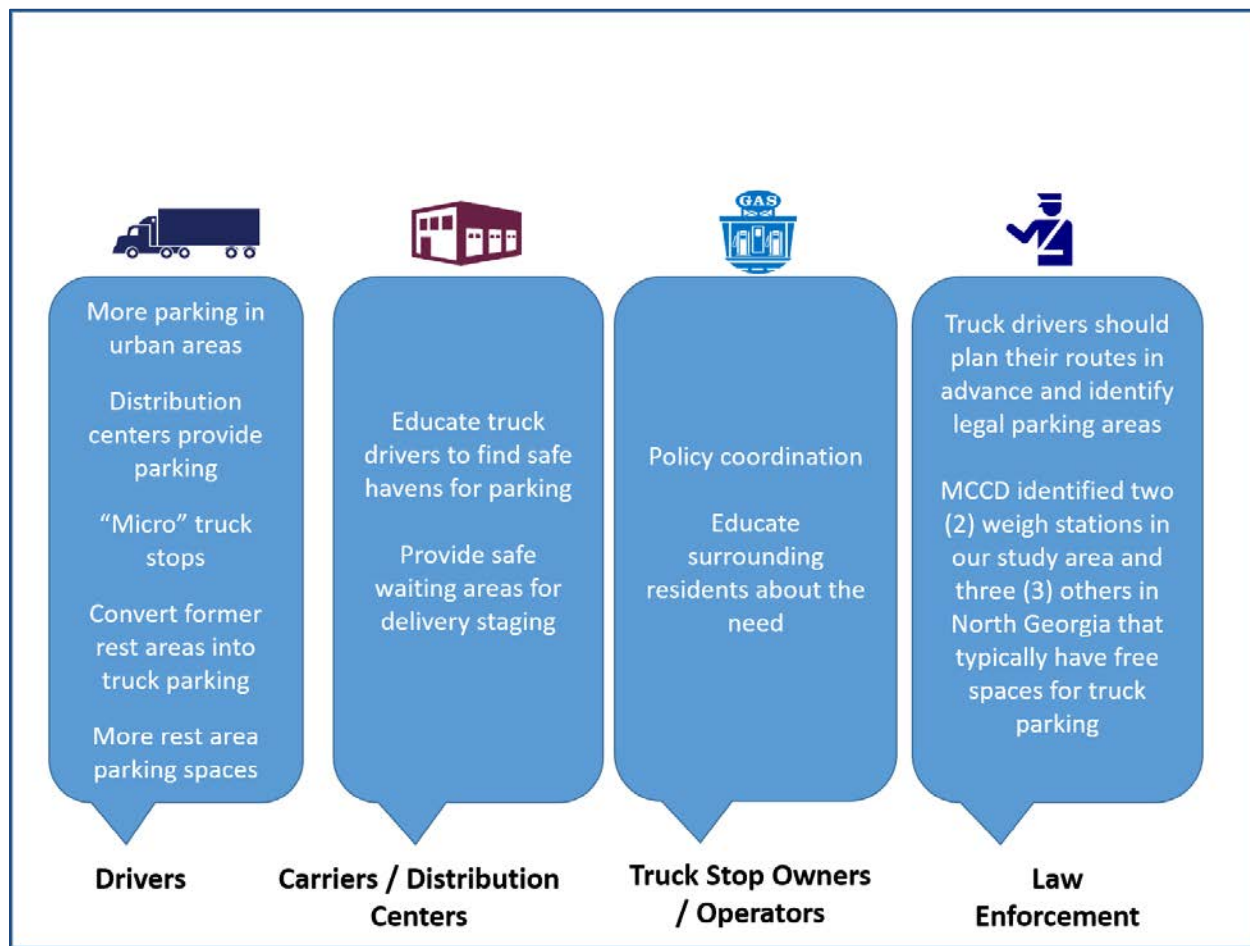 GAS
More parking in
urban areas
Distribution
centers provide
parking
“Micro” truck
stops
Convert former
rest areas into
truck parking
More rest area
parking spaces
Drivers
Educate truck
drivers to find safe
havens for parking
Provide safe
waiting areas for
delivery staging
Carriers / Distribution
Centers
Policy coordination
Educate
surrounding
residents about the
need
Truck Stop Owners
/ Operators
Truck drivers should
plan their routes in
advance and identify
legal parking areas
MCCD identified two
(2) weigh stations in
our study area and
three (3) others in
North Georgia that
typically have free
spaces for truck
parking
Law
Enforcement